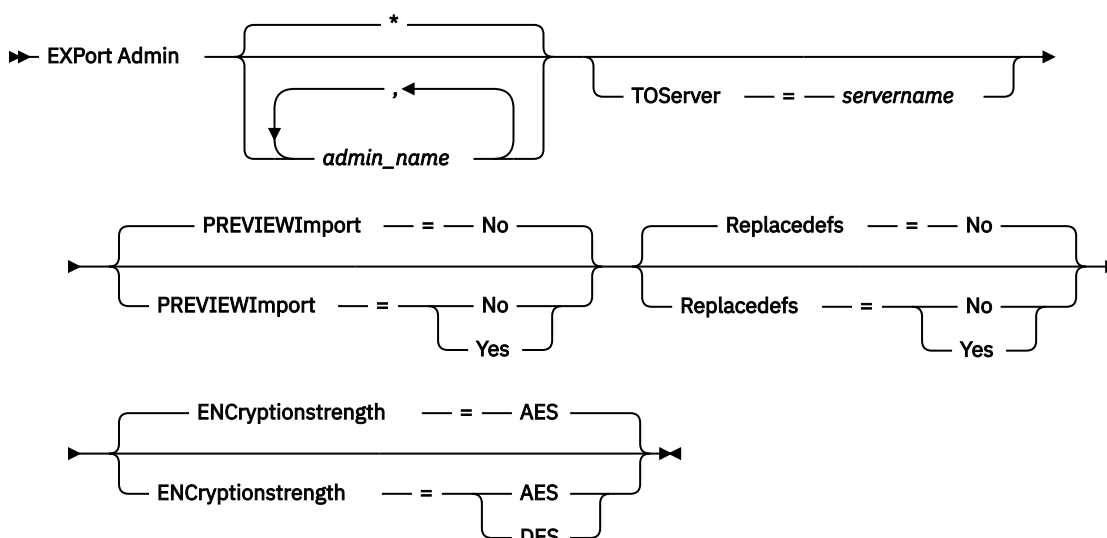 *
EXPort Admin
,
admin_name
TOServer = servername
PREVIEWImport = No
Replacedefs = No
PREVIEWImport = No
Yes
Replacedefs = No
Yes
ENCryptionstrength = AES
ENCryptionstrength = AES
DES